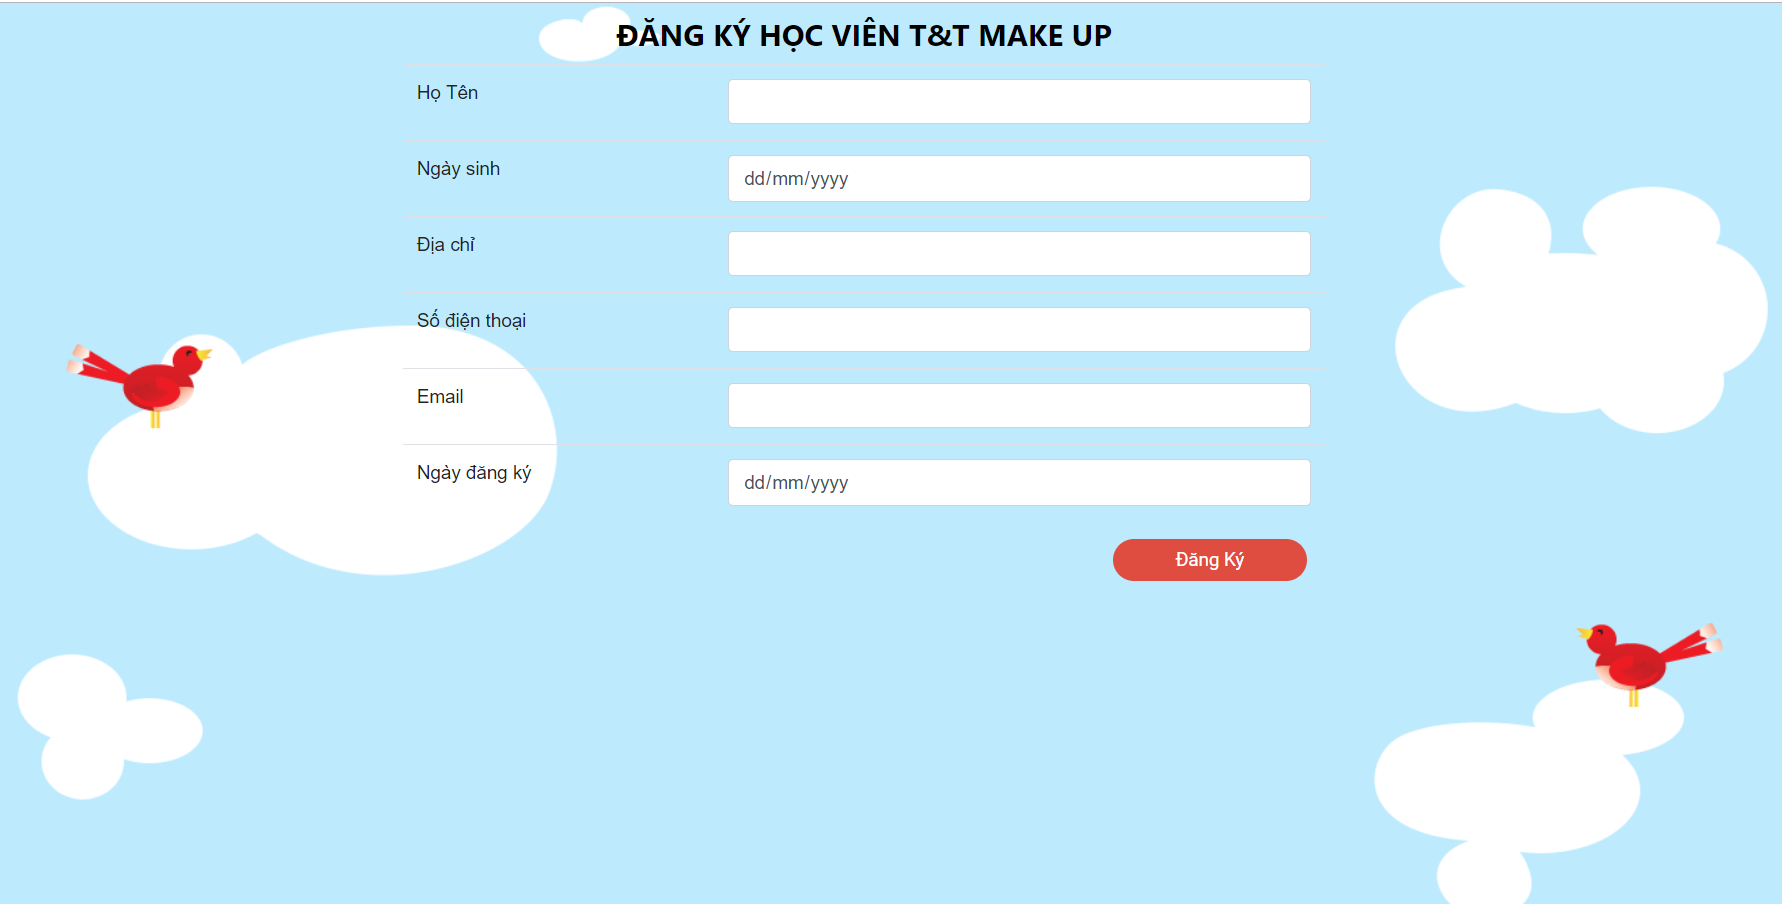 ĐĂNG KÝ HỌC VIÊN T&T MAKE UP
Họ Tên
Ngày sinh
dd/mm/yyyy
Địa chỉ
Số điện thoại
Email
Ngày đăng ký
dd/mm/yyyy
Đăng Ký